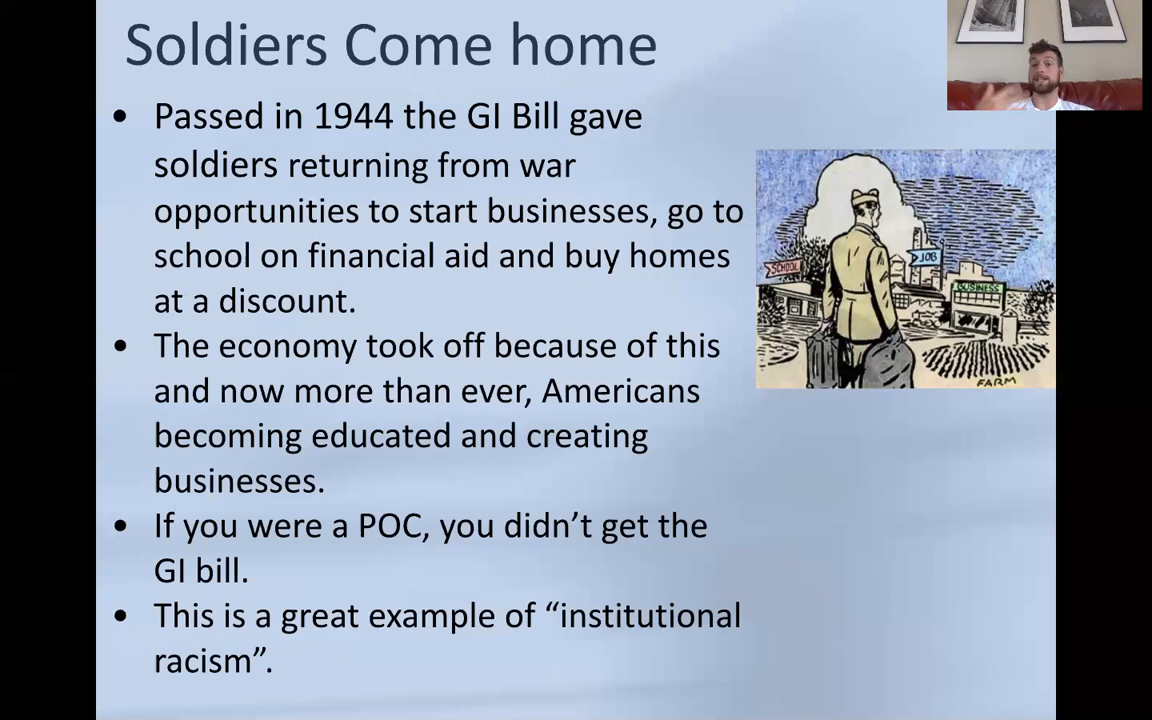 Soldiers Come home
• Passed in 1944 the GI Bill gave
soldiers returning from war
opportunities to start businesses, go to
school on financial aid and buy homes
at a discount.
• The economy took off because of this
and now more than ever, Americans
becoming educated and creating
businesses.
• If you were a POC, you didn’t get the
GI bill.
• This is a great example of “institutional
racism”.
SCHOOL
JOB
BUSINESS
FARM